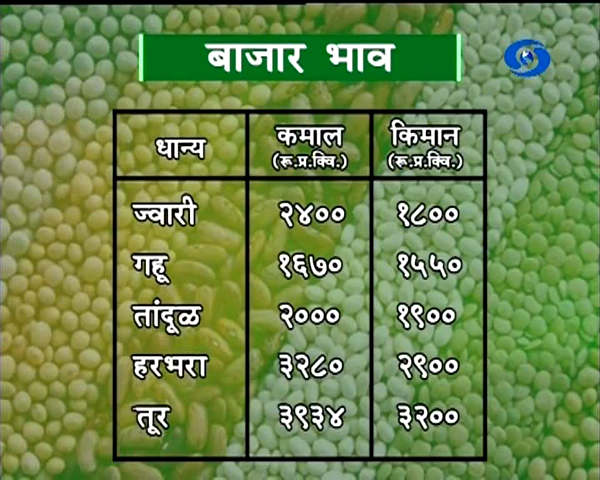 बाजार भाव
धान्य कमाल किमान
(रू.प्र.क्वि.) (रू.प्र.क्वि.)
ज्वारी २४०० १८००
गहू १६७० १५५०
तांदूळ २००० १९००
हरभरा ३२८० २९००
तूर ३९३४ ३२००